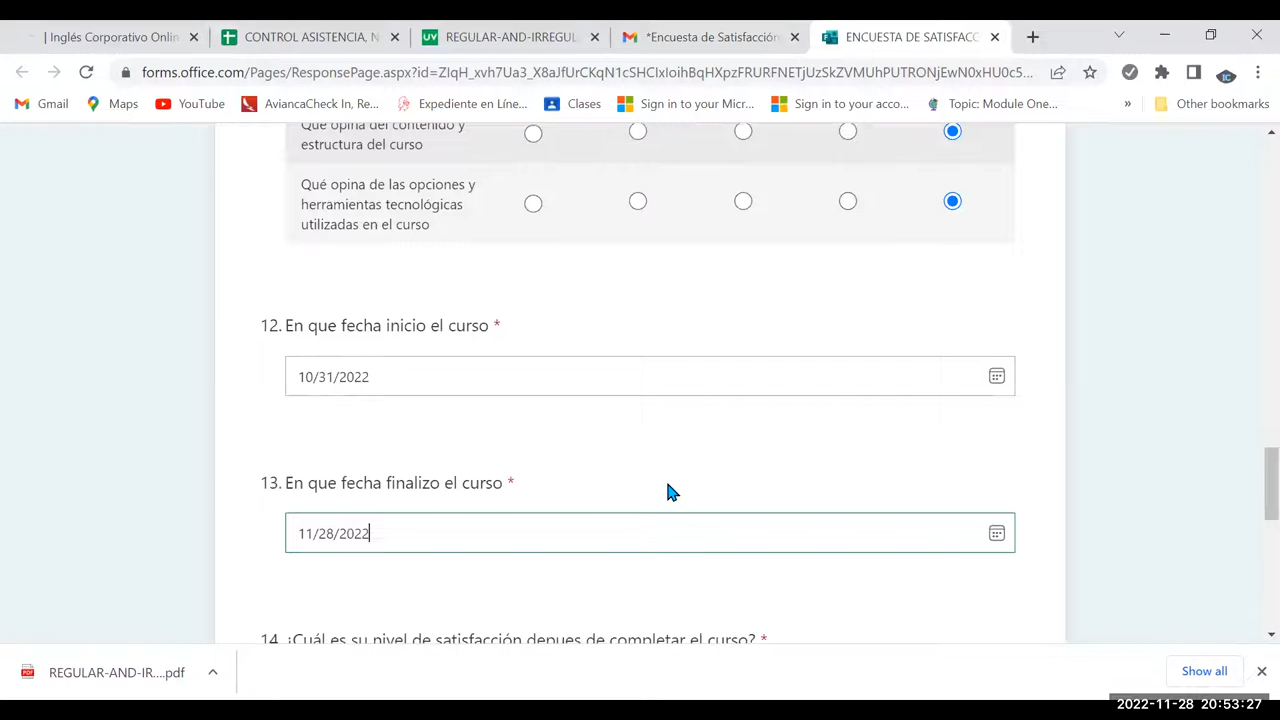 | Inglés Corporativo Onlin
CONTROL ASISTENCIA, N
REGULAR-AND-IRREGUL
*Encuesta de Satisfacción
ENCUESTA DE SATISFACC
forms.office.com/Pages/ResponsePage.aspx?id=ZIqH_xvh7Ua3_X8aJfUrCKqN1cSHClxIoihBqHXpzFRURFNETjUzSkZVMUhPUTRONjEwN0xHU0c5...
Gmail
Maps
YouTube
AviancaCheck In, Re...
Expediente en Líne...
Clases
Sign in to your Micr...
Sign in to your acco...
Topic: Module One...
»
Other bookmarks
Qué opina del contenido y
estructura del curso
Qué opina de las opciones y
herramientas tecnológicas
utilizadas en el curso
12. En que fecha inicio el curso *
10/31/2022
13. En que fecha finalizo el curso *
11/28/2022
14. ¿Cuál es su nivel de satisfacción depues de completar el curso? *
REGULAR-AND-IR....pdf
Show all
2022-11-28 20:53:27